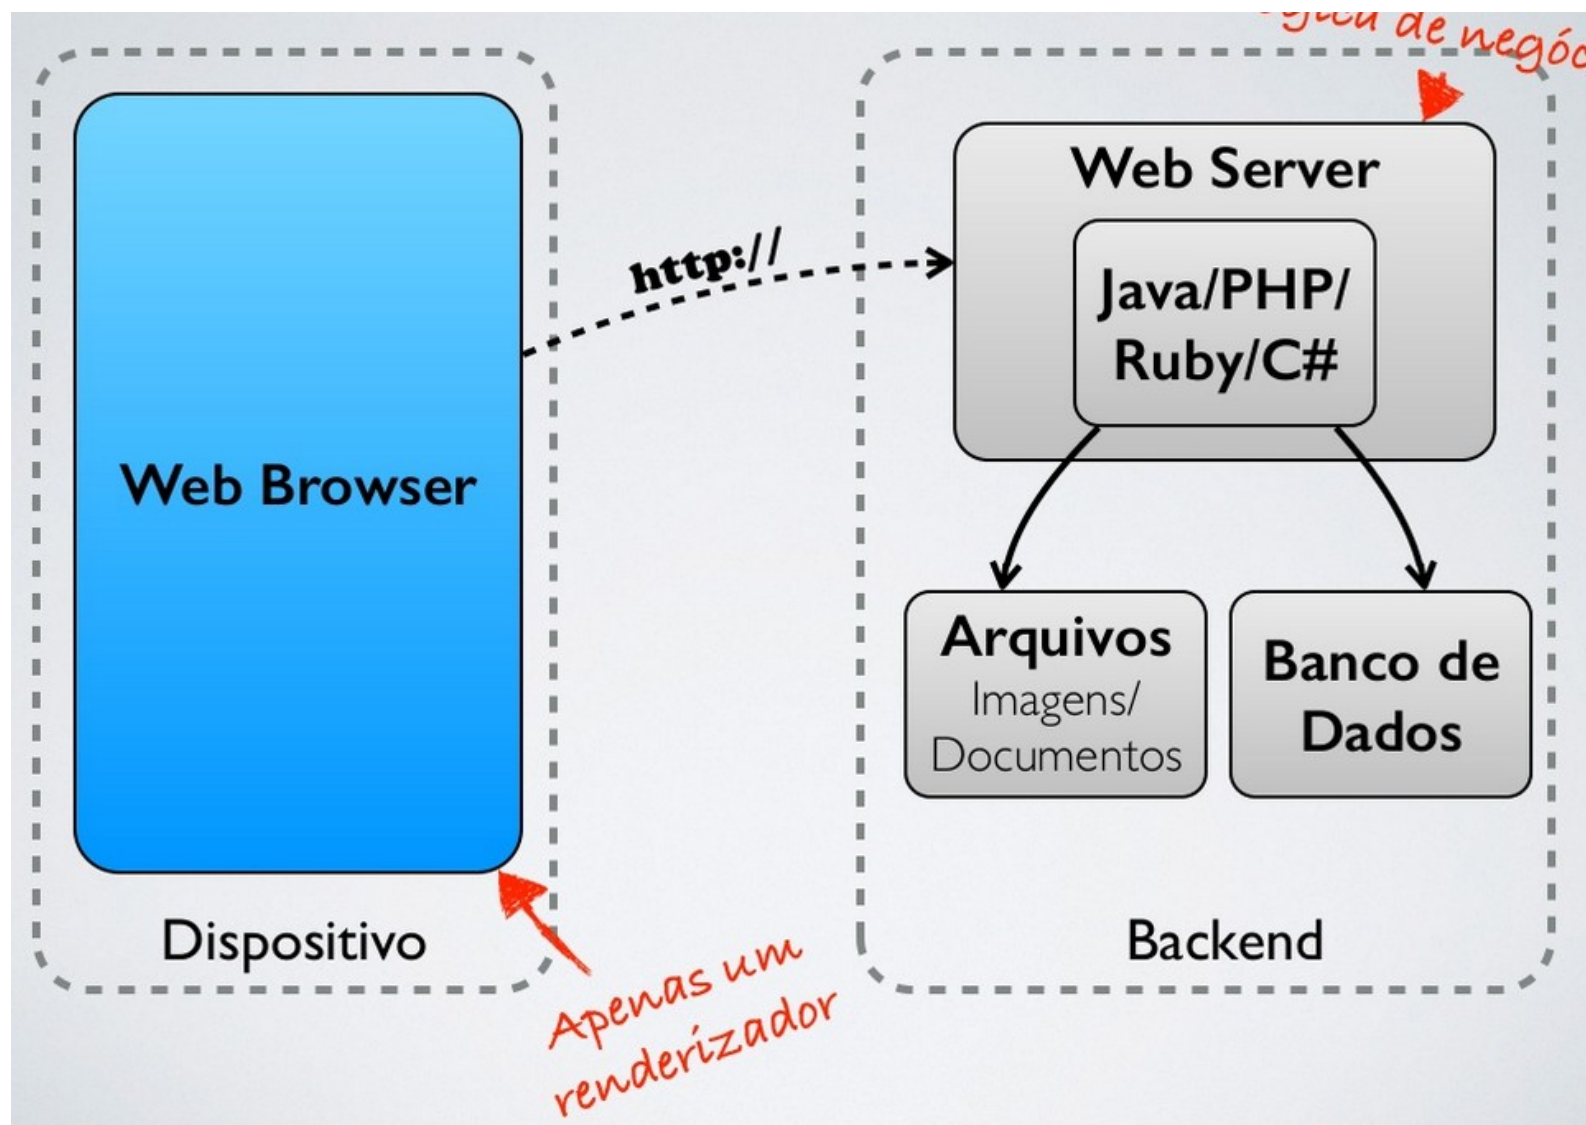 de negóc
Web Server
http://
Java/PHP/
Ruby/C#
Web Browser
Arquivos
Imagens/
Documentos
Banco de
Dados
Dispositivo
Backend
Apenas um
renderizador